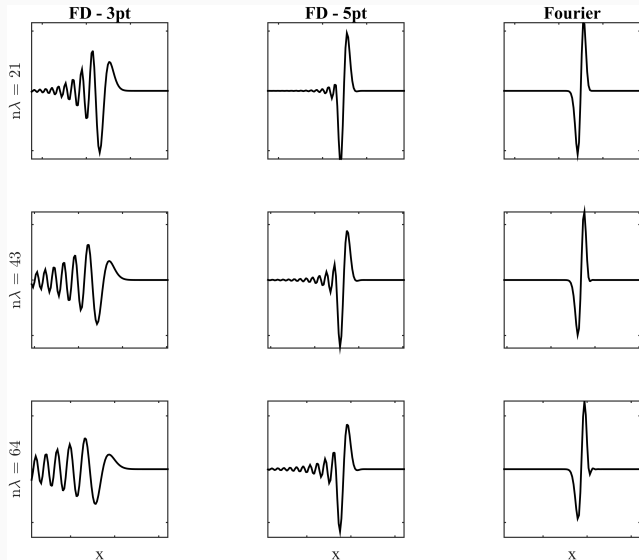 FD - 3pt
FD - 5pt
Fourier
nλ = 21
nλ = 43
nλ = 64
x
x
x